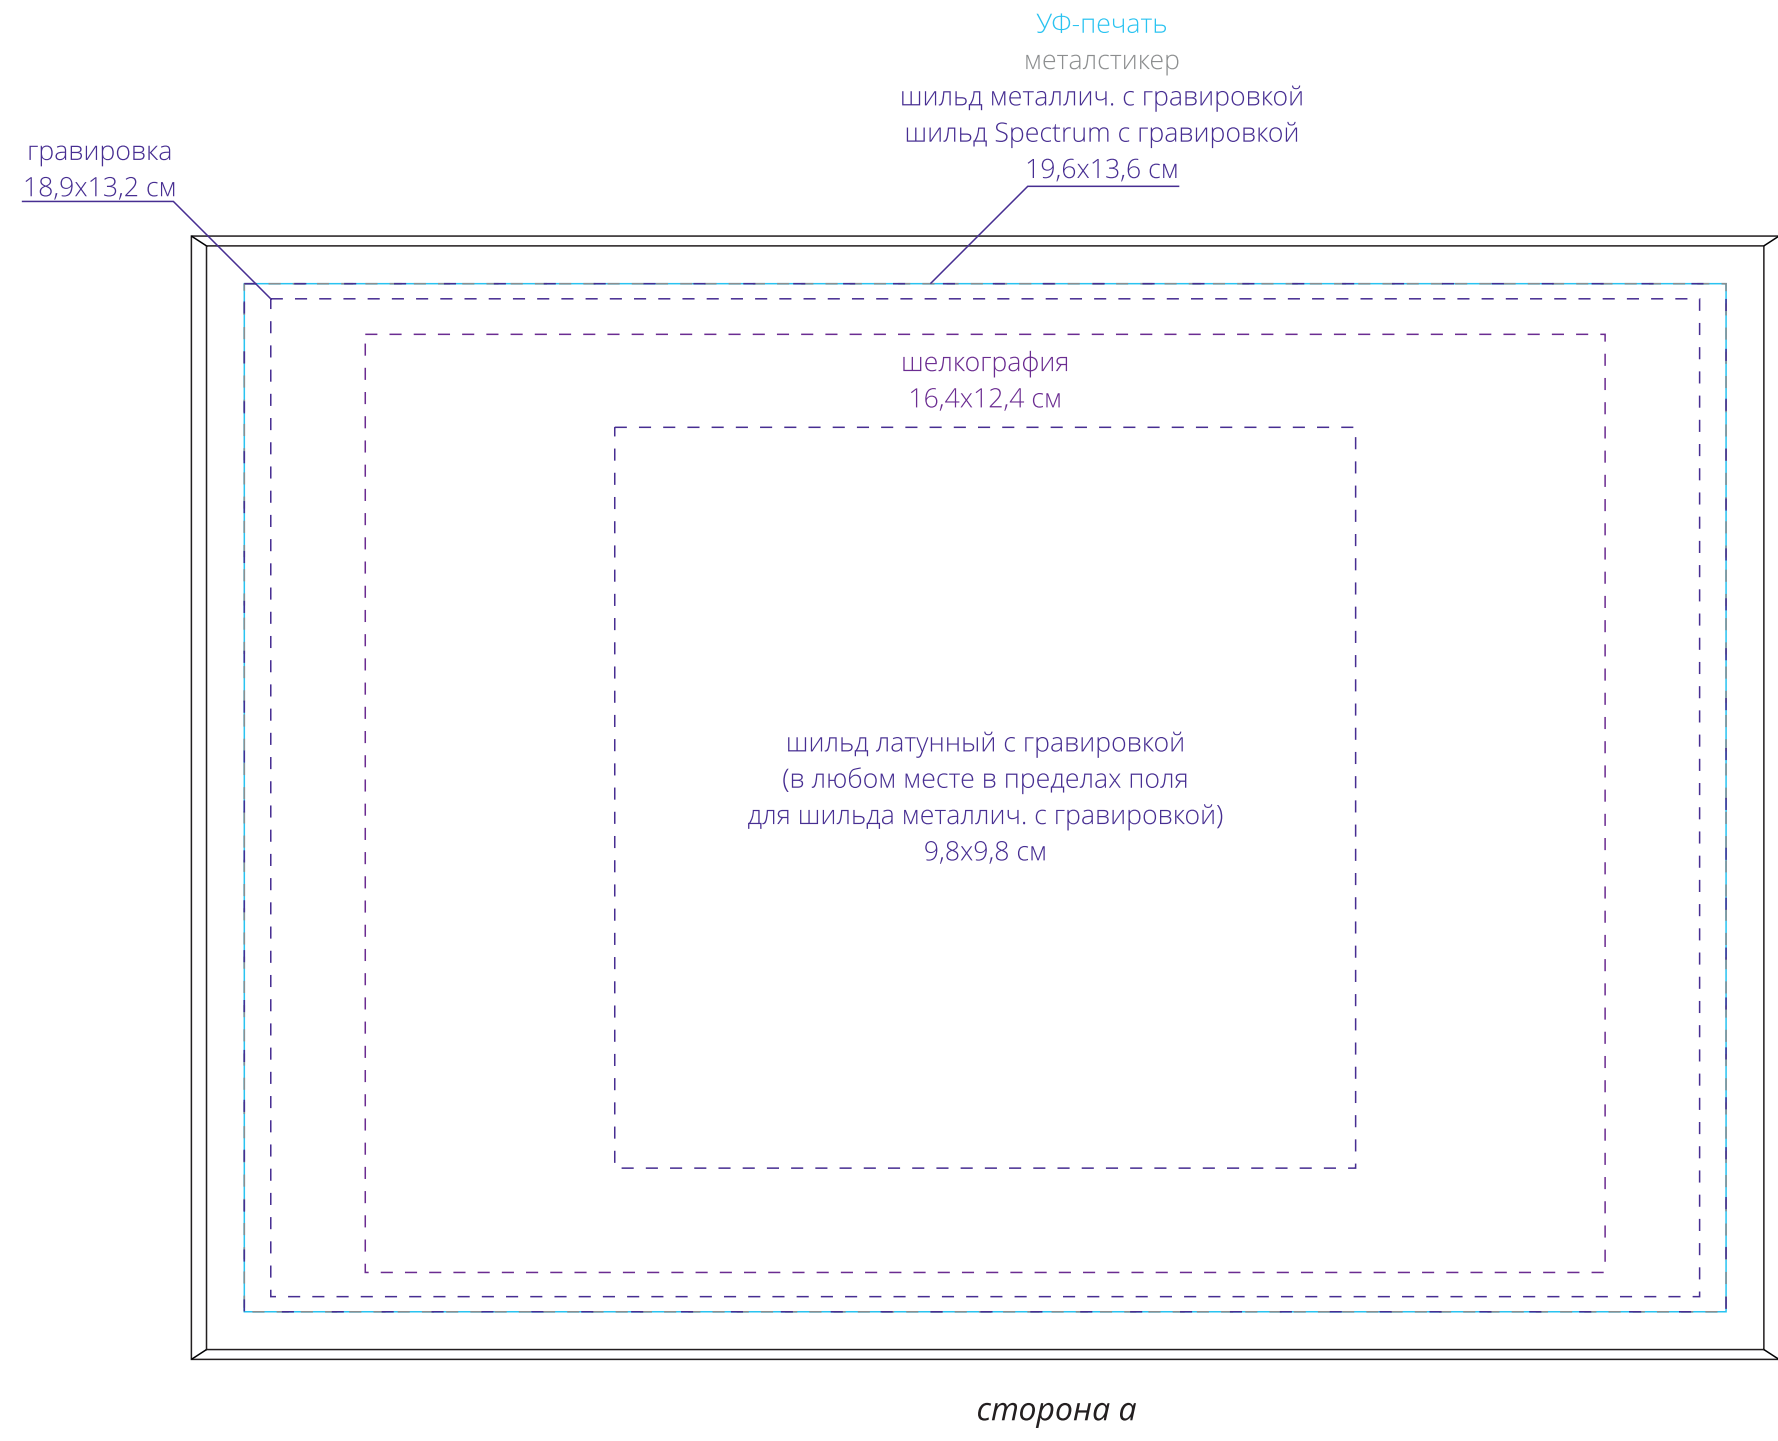 УФ-печать
металстикер
шильд металлич. с гравировкой
шильд Spectrum с гравировкой
19,6х13,6 см
гравировка
18,9х13,2 см
шелкография
16,4х12,4 см
шильд латунный с гравировкой
(в любом месте в пределах поля
для шильда металлич. с гравировкой)
9,8х9,8 см
сторона а